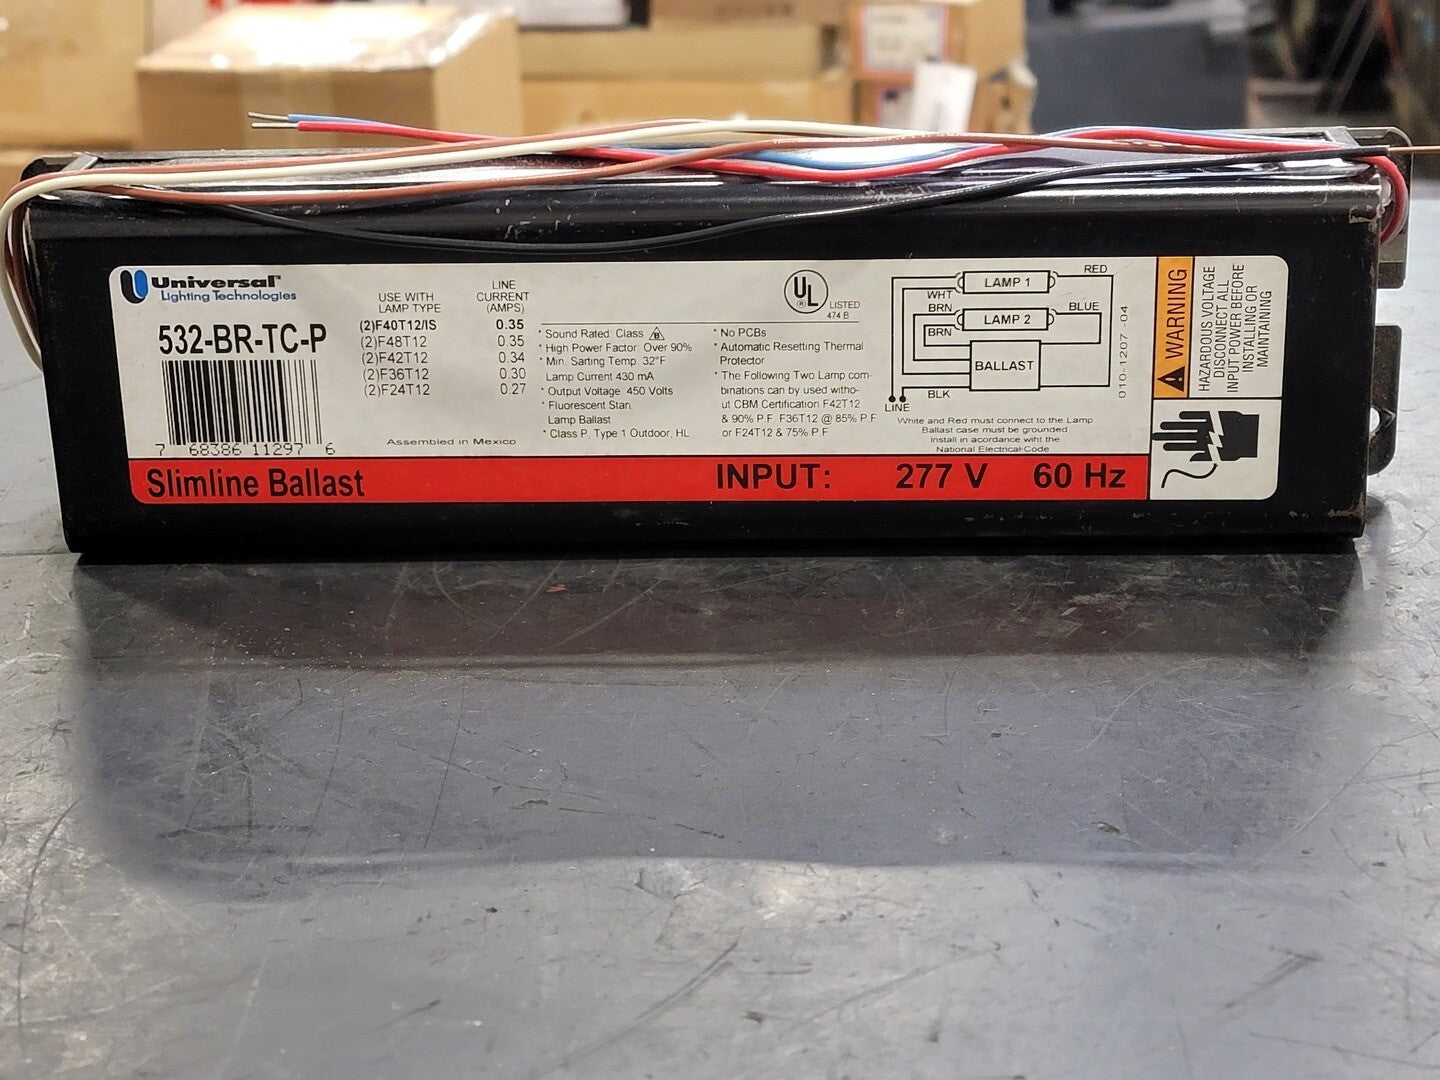 Universal™
Lighting Technologies
532-BR-TC-P
7 68386 11297 6
USE WITH
LAMP TYPE
LINE
CURRENT
(AMPS)
(2)F40T12/IS 0.35
(2)F48T12 0.35
(2)F42T12 0.34
(2)F36T12 0.30
(2)F24T12 0.27
Assembled in Mexico
* Sound Rated: Class B
* High Power Factor: Over 90%
* Min. Sarting Temp. 32°F
Lamp Current 430 mA
* Output Voltage 450 Volts
* Fluorescent Stan
Lamp Ballast
* Class P, Type 1 Outdoor, HL
UL
®
LISTED
474 B
* No PCBs
* Automatic Resetting Thermal
Protector
* The Following Two Lamp com-
binations can be used witho-
ut CBM Certification F42T12
& 90% P.F. F36T12 @ 85% P.F
or F24T12 & 75% P.F
LAMP 1
RED
WHT
BRN
LAMP 2
BLUE
BRN
BALLAST
BLK
LINE
010-1207 -04
White and Red must connect to the Lamp
Ballast case must be grounded.
Install in acordance witht the
National Electrical Code
WARNING
HAZARDOUS VOLTAGE
DISCONNECT ALL
INPUT POWER BEFORE
INSTALLING OR
MAINTAINING
Slimline Ballast
INPUT: 277 V 60 Hz